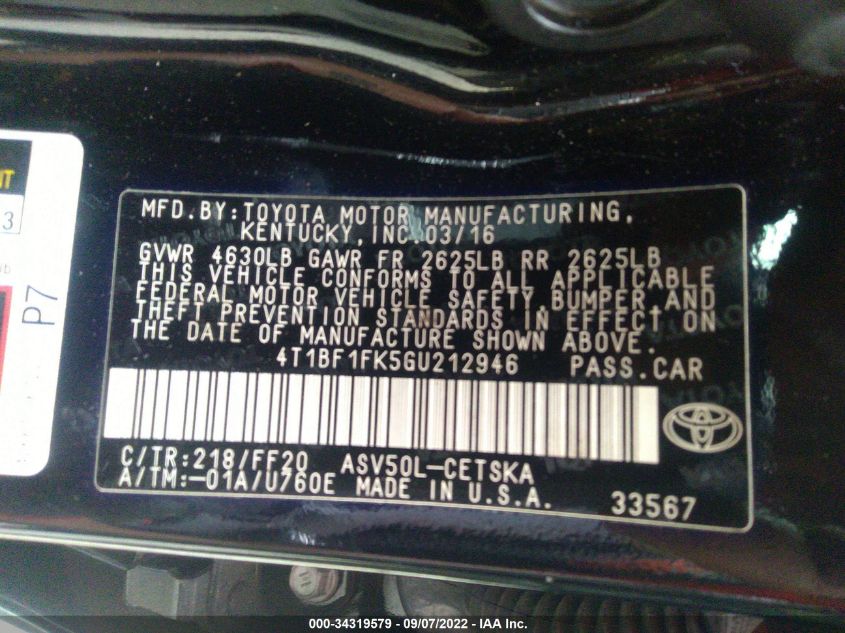 MFD.BY:TOYOTA MOTOR MANUFACTURING,
KENTUCKY,INC.03/16
GVWR 4630LB GAWR FR 2625LB RR 2625LB
THIS VEHICLE CONFORMS TO ALL APPLICABLE
FEDERAL MOTOR VEHICLE SAFETY,BUMPER,AND
THEFT PREVENTION STANDARDS IN EFFECT ON
THE DATE OF MANUFACTURE SHOWN ABOVE.
4T1BF1FK5GU212946 PASS.CAR
C/TR:218/FF20 ASV50L-CETSKA
A/TM:-01A/U760E MADE IN U.S.A. 33567
3
P7
000-34319579 - 09/07/2022 - IAA Inc.